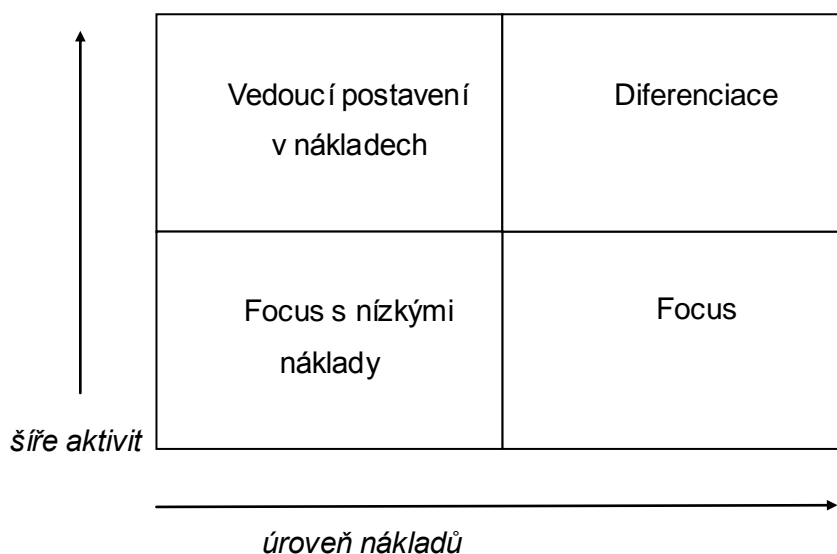 Vedoucí postavení
v nákladech
Diferenciace
Focus s nízkými
náklady
Focus
šíře aktivit
úroveň nákladů